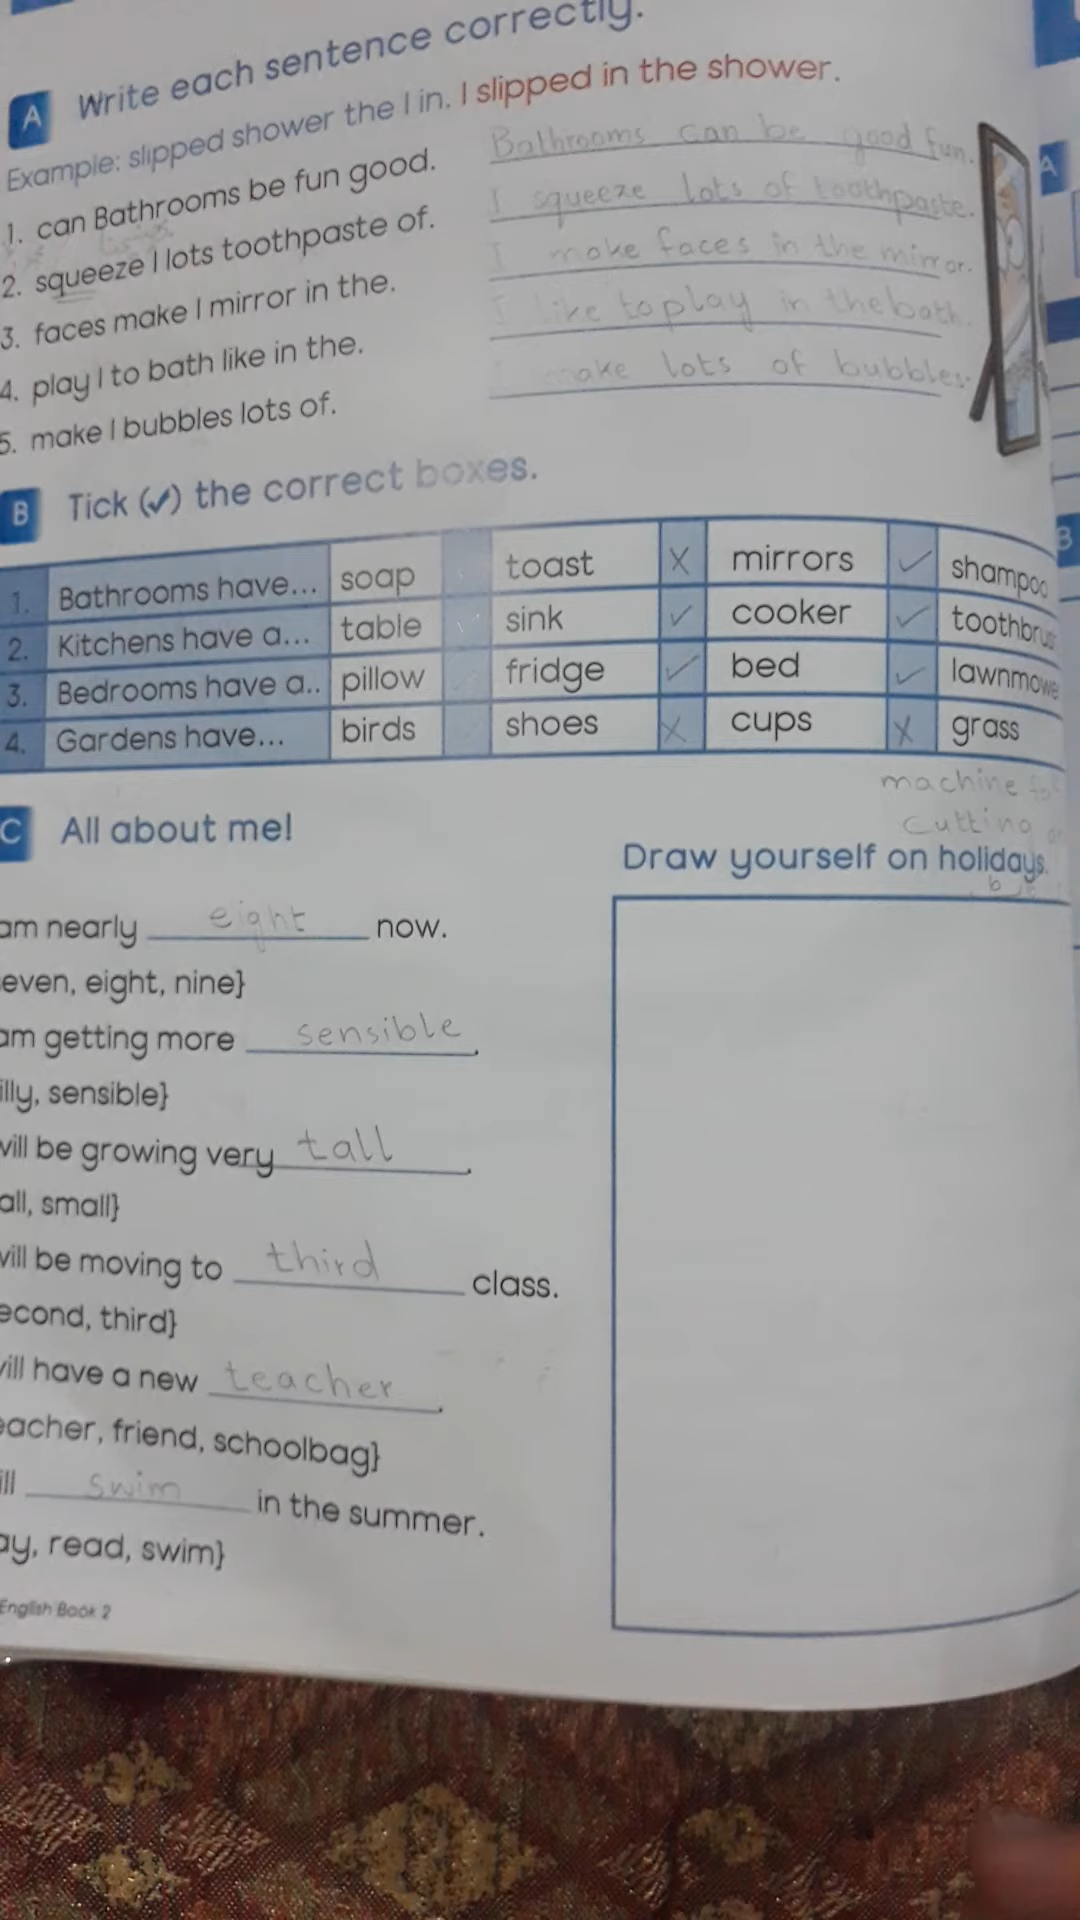 A Write each sentence correctly.
Example: slipped shower the I in. I slipped in the shower.
1. can Bathrooms be fun good. Bathrooms can be good fun.
2. squeeze I lots toothpaste of. I squeeze lots of toothpaste.
3. faces make I mirror in the. I make faces in the mirror.
4. play I to bath like in the. I like to play in the bath.
5. make I bubbles lots of. I make lots of bubbles.
B Tick (✓) the correct boxes.
1. Bathrooms have... soap toast X mirrors ✓ shampoo
2. Kitchens have a... table ✓ sink ✓ cooker ✓ toothbrus
3. Bedrooms have a.. pillow fridge ✓ bed ✓ lawnmowe
4. Gardens have... birds shoes X cups X grass
machine for
cutting
C All about me!
Draw yourself on holidays.
am nearly eight now.
even, eight, nine}
am getting more sensible.
illy, sensible}
will be growing very tall.
all, small}
will be moving to third class.
econd, third}
will have a new teacher.
eacher, friend, schoolbag}
ill swim in the summer.
ay, read, swim}
English Book 2
A
B